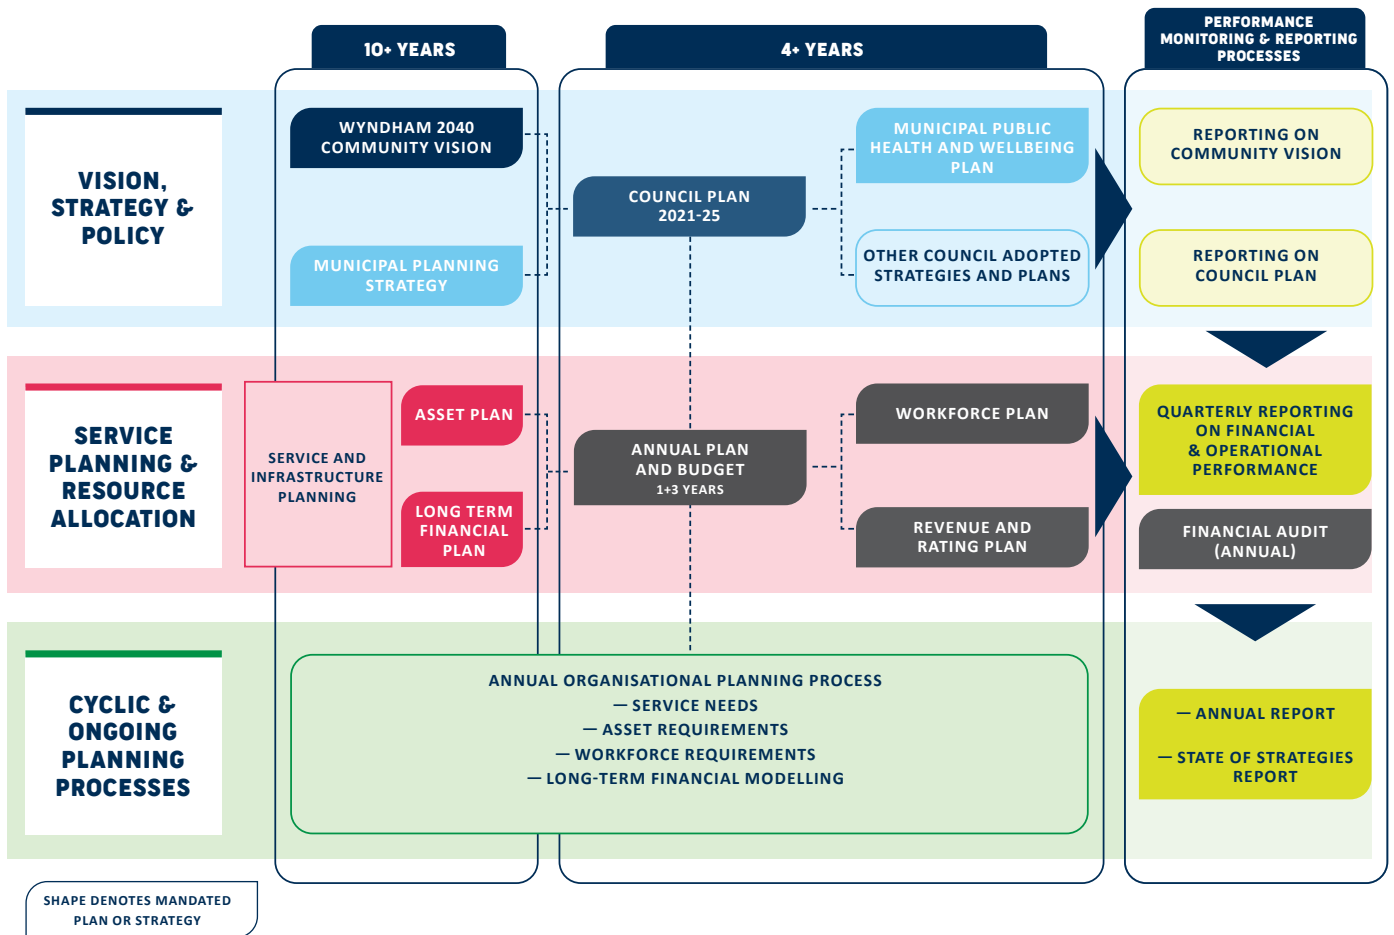 10+ YEARS
4+ YEARS
PERFORMANCE
MONITORING & REPORTING
PROCESSES
VISION,
STRATEGY &
POLICY
WYNDHAM 2040
COMMUNITY VISION
MUNICIPAL PLANNING
STRATEGY
COUNCIL PLAN
2021-25
MUNICIPAL PUBLIC
HEALTH AND WELLBEING
PLAN
OTHER COUNCIL ADOPTED
STRATEGIES AND PLANS
REPORTING ON
COMMUNITY VISION
REPORTING ON
COUNCIL PLAN
SERVICE
PLANNING &
RESOURCE
ALLOCATION
SERVICE AND
INFRASTRUCTURE
PLANNING
ASSET PLAN
LONG TERM
FINANCIAL
PLAN
ANNUAL PLAN
AND BUDGET
1+3 YEARS
WORKFORCE PLAN
REVENUE AND
RATING PLAN
QUARTERLY REPORTING
ON FINANCIAL
& OPERATIONAL
PERFORMANCE
FINANCIAL AUDIT
(ANNUAL)
CYCLIC &
ONGOING
PLANNING
PROCESSES
ANNUAL ORGANISATIONAL PLANNING PROCESS
— SERVICE NEEDS
— ASSET REQUIREMENTS
— WORKFORCE REQUIREMENTS
— LONG-TERM FINANCIAL MODELLING
— ANNUAL REPORT
— STATE OF STRATEGIES
REPORT
SHAPE DENOTES MANDATED
PLAN OR STRATEGY